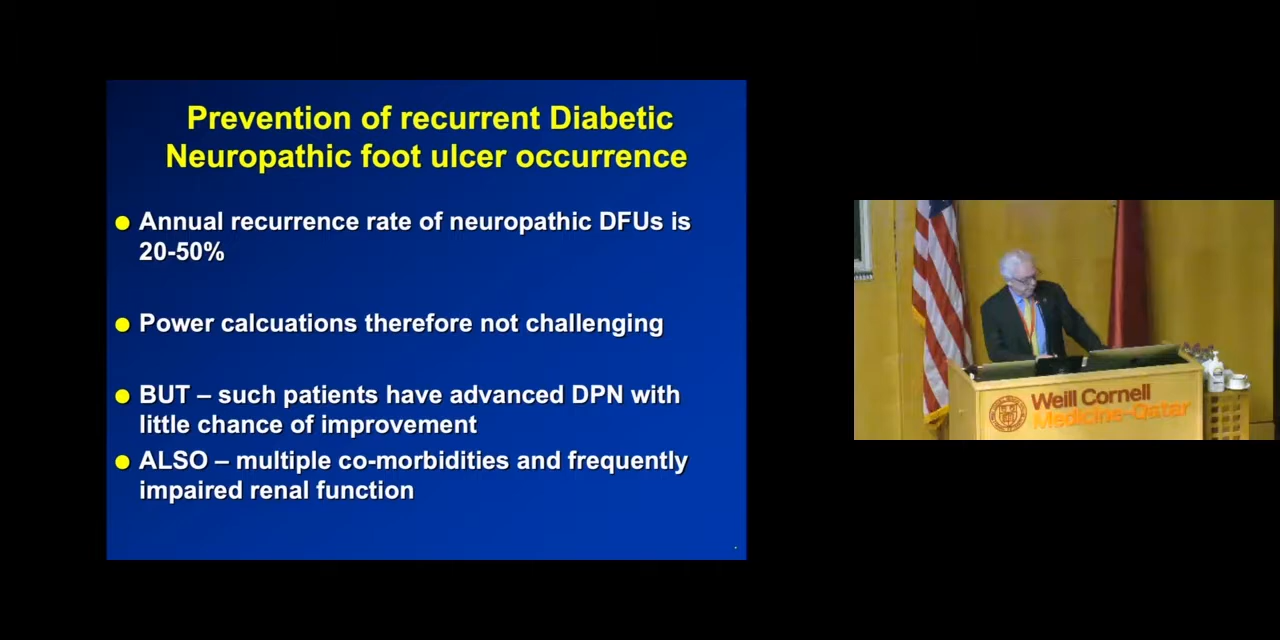 Prevention of recurrent Diabetic
Neuropathic foot ulcer occurrence
Annual recurrence rate of neuropathic DFUs is
20-50%
Power calcuations therefore not challenging
BUT – such patients have advanced DPN with
little chance of improvement
ALSO – multiple co-morbidities and frequently
impaired renal function
Weill Cornell
Medicine-Qatar